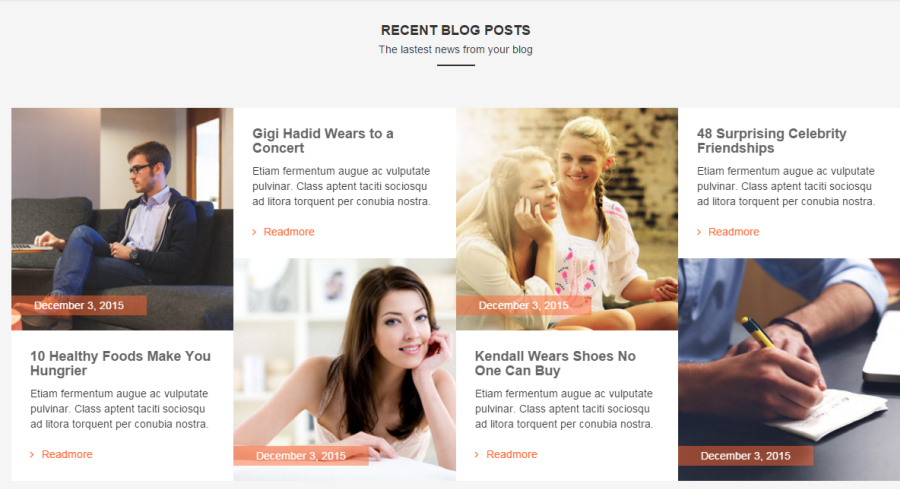 RECENT BLOG POSTS
The lastest news from your blog
December 3, 2015
10 Healthy Foods Make You
Hungrier
Etiam fermentum augue ac vulputate
pulvinar. Class aptent taciti sociosqu
ad litora torquent per conubia nostra.
Readmore
Gigi Hadid Wears to a
Concert
Etiam fermentum augue ac vulputate
pulvinar. Class aptent taciti sociosqu
ad litora torquent per conubia nostra.
Readmore
December 3, 2015
December 3, 2015
Kendall Wears Shoes No
One Can Buy
Etiam fermentum augue ac vulputate
pulvinar. Class aptent taciti sociosqu
ad litora torquent per conubia nostra.
Readmore
48 Surprising Celebrity
Friendships
Etiam fermentum augue ac vulputate
pulvinar. Class aptent taciti sociosqu
ad litora torquent per conubia nostra.
Readmore
December 3, 2015